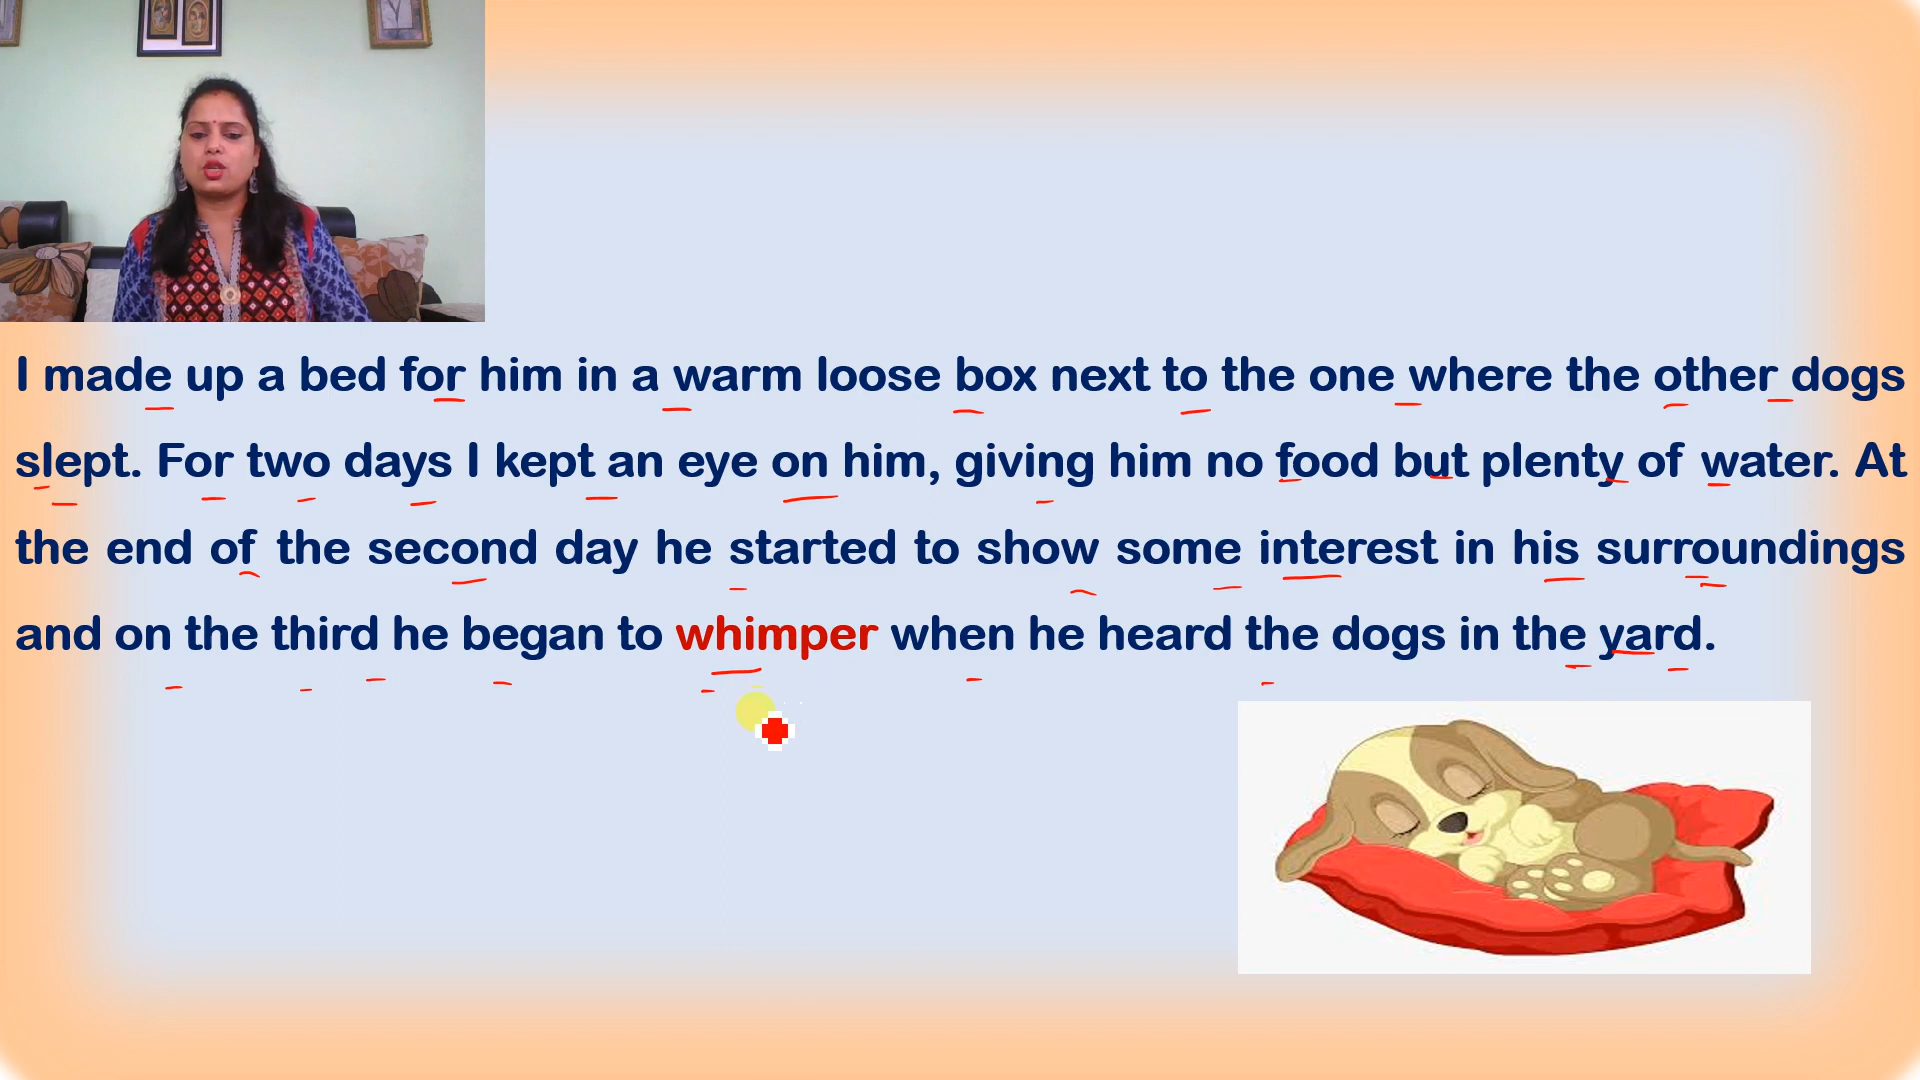 I made up a bed for him in a warm loose box next to the one where the other dogs
slept. For two days I kept an eye on him, giving him no food but plenty of water. At
the end of the second day he started to show some interest in his surroundings
and on the third he began to whimper when he heard the dogs in the yard.